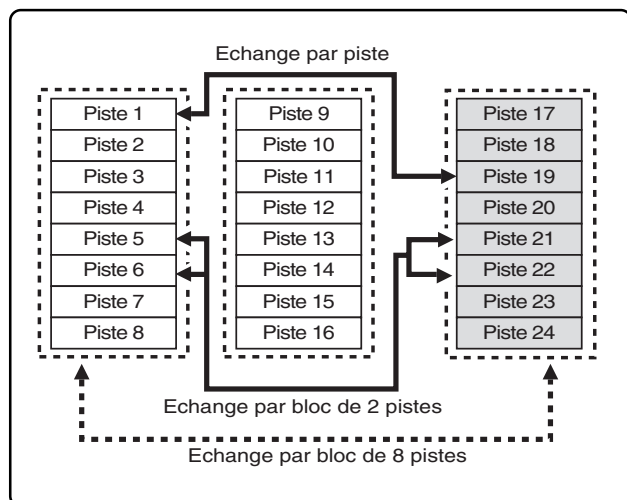 Echange par piste
Piste 1
Piste 2
Piste 3
Piste 4
Piste 5
Piste 6
Piste 7
Piste 8
Piste 9
Piste 10
Piste 11
Piste 12
Piste 13
Piste 14
Piste 15
Piste 16
Piste 17
Piste 18
Piste 19
Piste 20
Piste 21
Piste 22
Piste 23
Piste 24
Echange par bloc de 2 pistes
Echange par bloc de 8 pistes